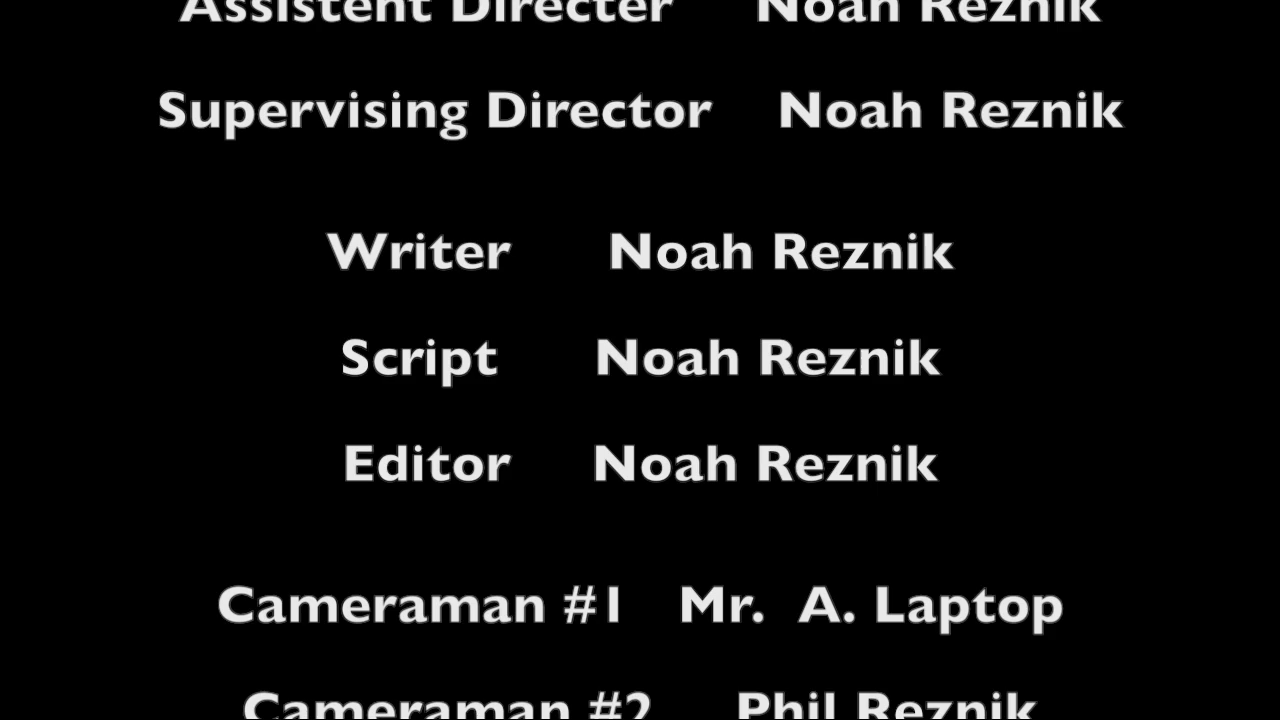 Assistent Directer Noah Reznik
Supervising Director Noah Reznik
Writer Noah Reznik
Script Noah Reznik
Editor Noah Reznik
Cameraman #1 Mr. A. Laptop
Cameraman #2 Phil Reznik